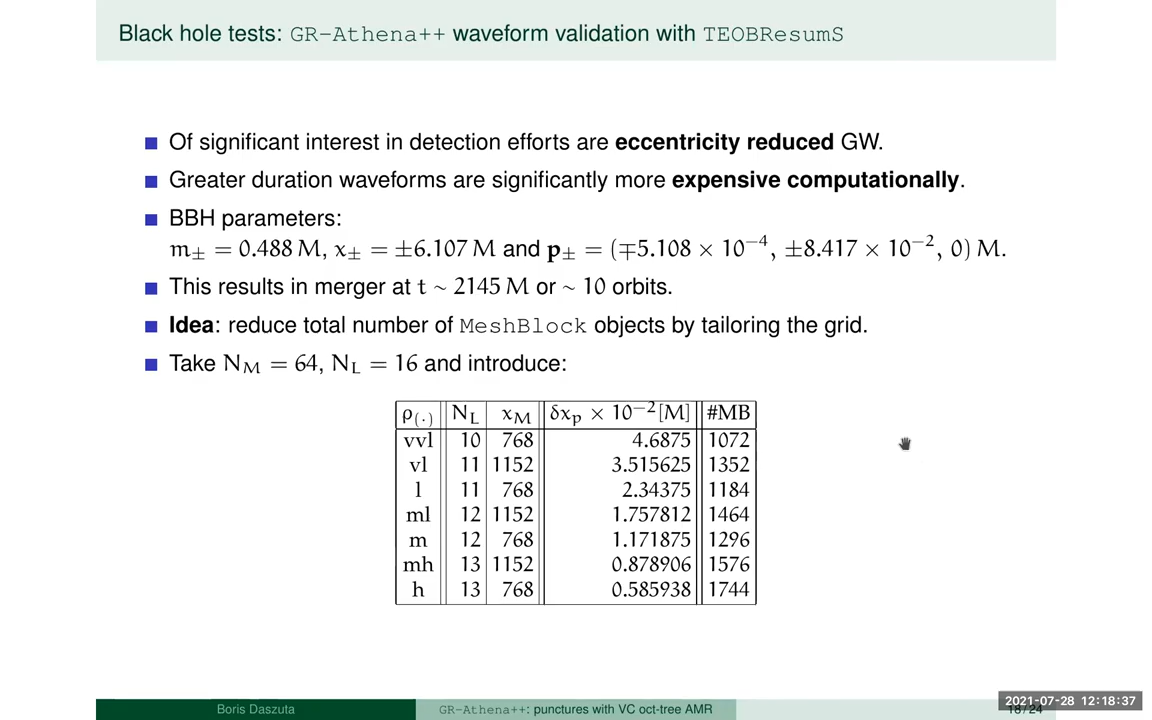 Black hole tests: GR-Athena++ waveform validation with TEOBResumS
Of significant interest in detection efforts are eccentricity reduced GW.
Greater duration waveforms are significantly more expensive computationally.
BBH parameters:
m± = 0.488 M, x± = ±6.107 M and p± = (∓5.108 × 10⁻⁴, ±8.417 × 10⁻², 0) M.
This results in merger at t ~ 2145 M or ~ 10 orbits.
Idea: reduce total number of MeshBlock objects by tailoring the grid.
Take N_M = 64, N_L = 16 and introduce:
ρ(·) N_L x_M δx_p × 10⁻²[M] #MB
vvl 10 768 4.6875 1072
vl 11 1152 3.515625 1352
l 11 768 2.34375 1184
ml 12 1152 1.757812 1464
m 12 768 1.171875 1296
mh 13 1152 0.878906 1576
h 13 768 0.585938 1744
Boris Daszuta GR-Athena++: punctures with VC oct-tree AMR 18/24
2021-07-28 12:18:37